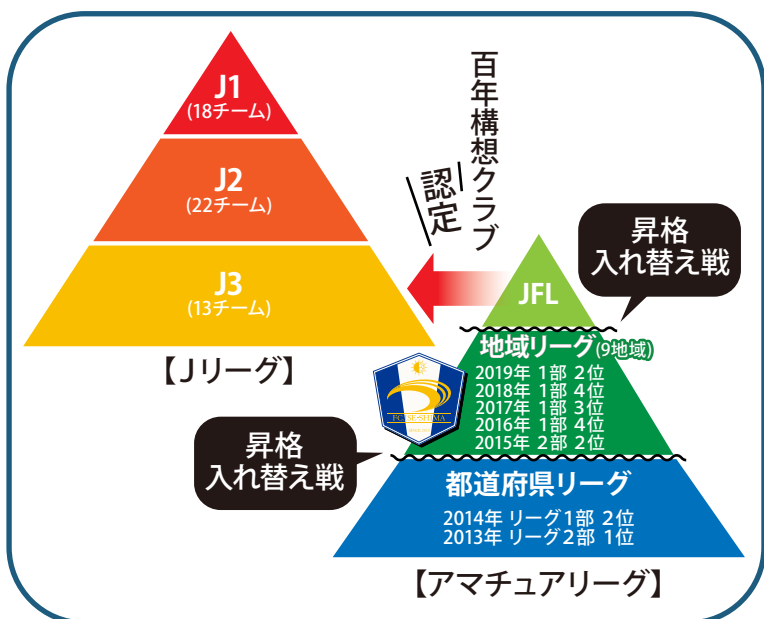 J1
(18チーム)
J2
(22チーム)
J3
(13チーム)
【Jリーグ】
百年構想クラブ
認定
昇格
入れ替え戦
JFL
地域リーグ(9地域)
2019年 1部 2位
2018年 1部 4位
2017年 1部 3位
2016年 1部 4位
2015年 2部 2位
FC.ISE-SHIMA
昇格
入れ替え戦
都道府県リーグ
2014年 リーグ1部 2位
2013年 リーグ2部 1位
【アマチュアリーグ】